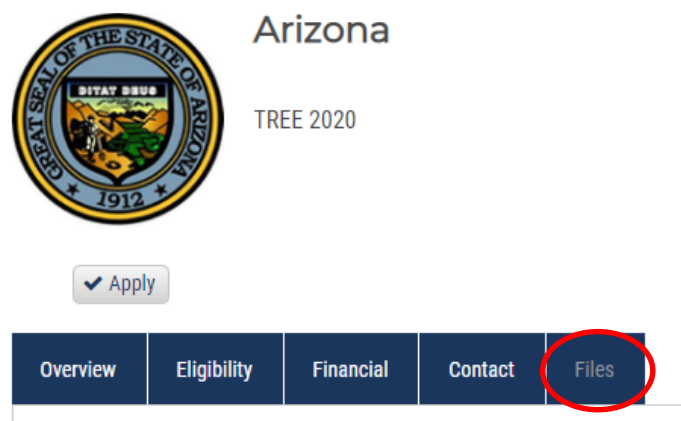 Arizona
GREAT SEAL OF THE STATE OF ARIZONA
DITAT DEUS
1912
TREE 2020
Apply
Overview Eligibility Financial Contact Files